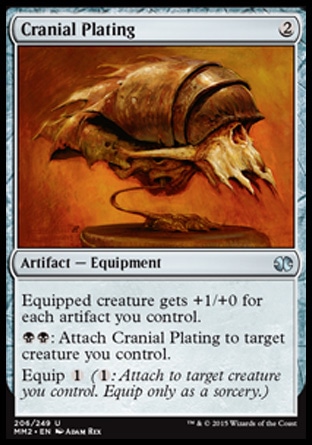 Cranial Plating 2
Artifact — Equipment
Equipped creature gets +1/+0 for
each artifact you control.
: Attach Cranial Plating to target
creature you control.
Equip 1 (1: Attach to target creature
you control. Equip only as a sorcery.)
206/249 U
MM2 • EN Adam Rex
™ & © 2015 Wizards of the Coast